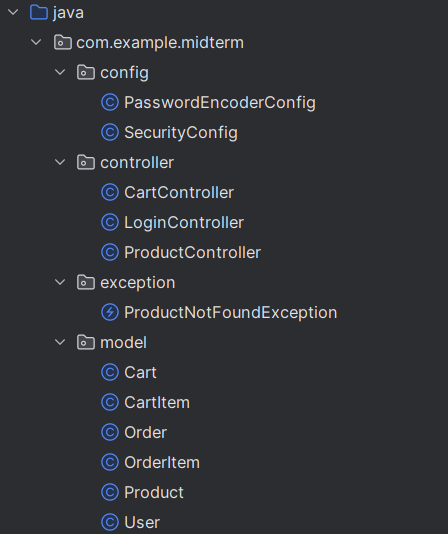 java
com.example.midterm
config
PasswordEncoderConfig
SecurityConfig
controller
CartController
LoginController
ProductController
exception
ProductNotFoundException
model
Cart
CartItem
Order
OrderItem
Product
User